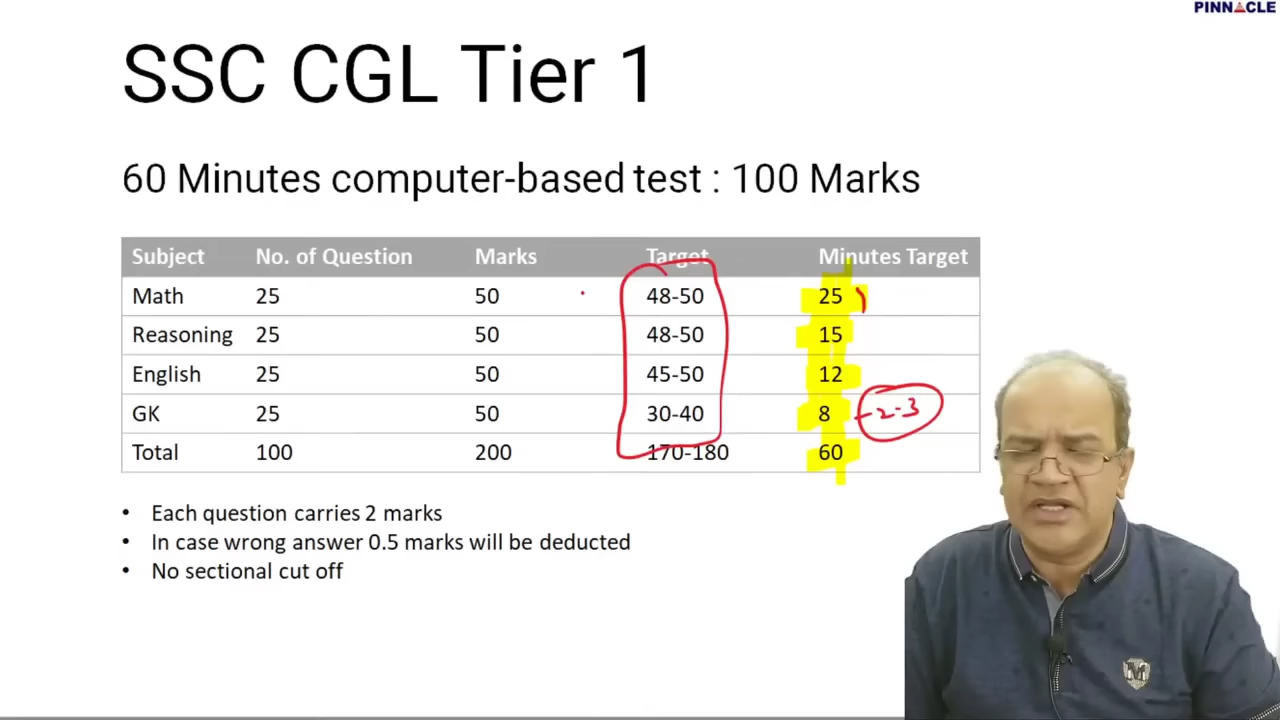 PINNACLE
SSC CGL Tier 1
60 Minutes computer-based test : 100 Marks
Subject No. of Question Marks Target Minutes Target
Math 25 50 48-50 25
Reasoning 25 50 48-50 15
English 25 50 45-50 12
GK 25 50 30-40 8 - 2-3
Total 100 200 170-180 60
• Each question carries 2 marks
• In case wrong answer 0.5 marks will be deducted
• No sectional cut off
M